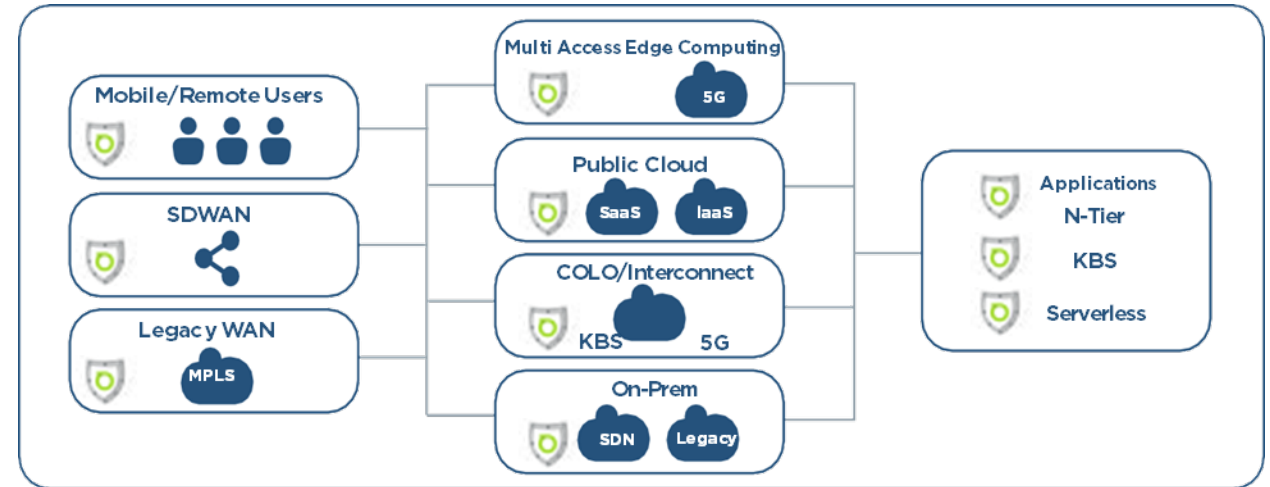 Mobile/Remote Users
SDWAN
Legacy WAN
MPLS
Multi Access Edge Computing
5G
Public Cloud
SaaS IaaS
COLO/Interconnect
KBS 5G
On-Prem
SDN Legacy
Applications
N-Tier
KBS
Serverless